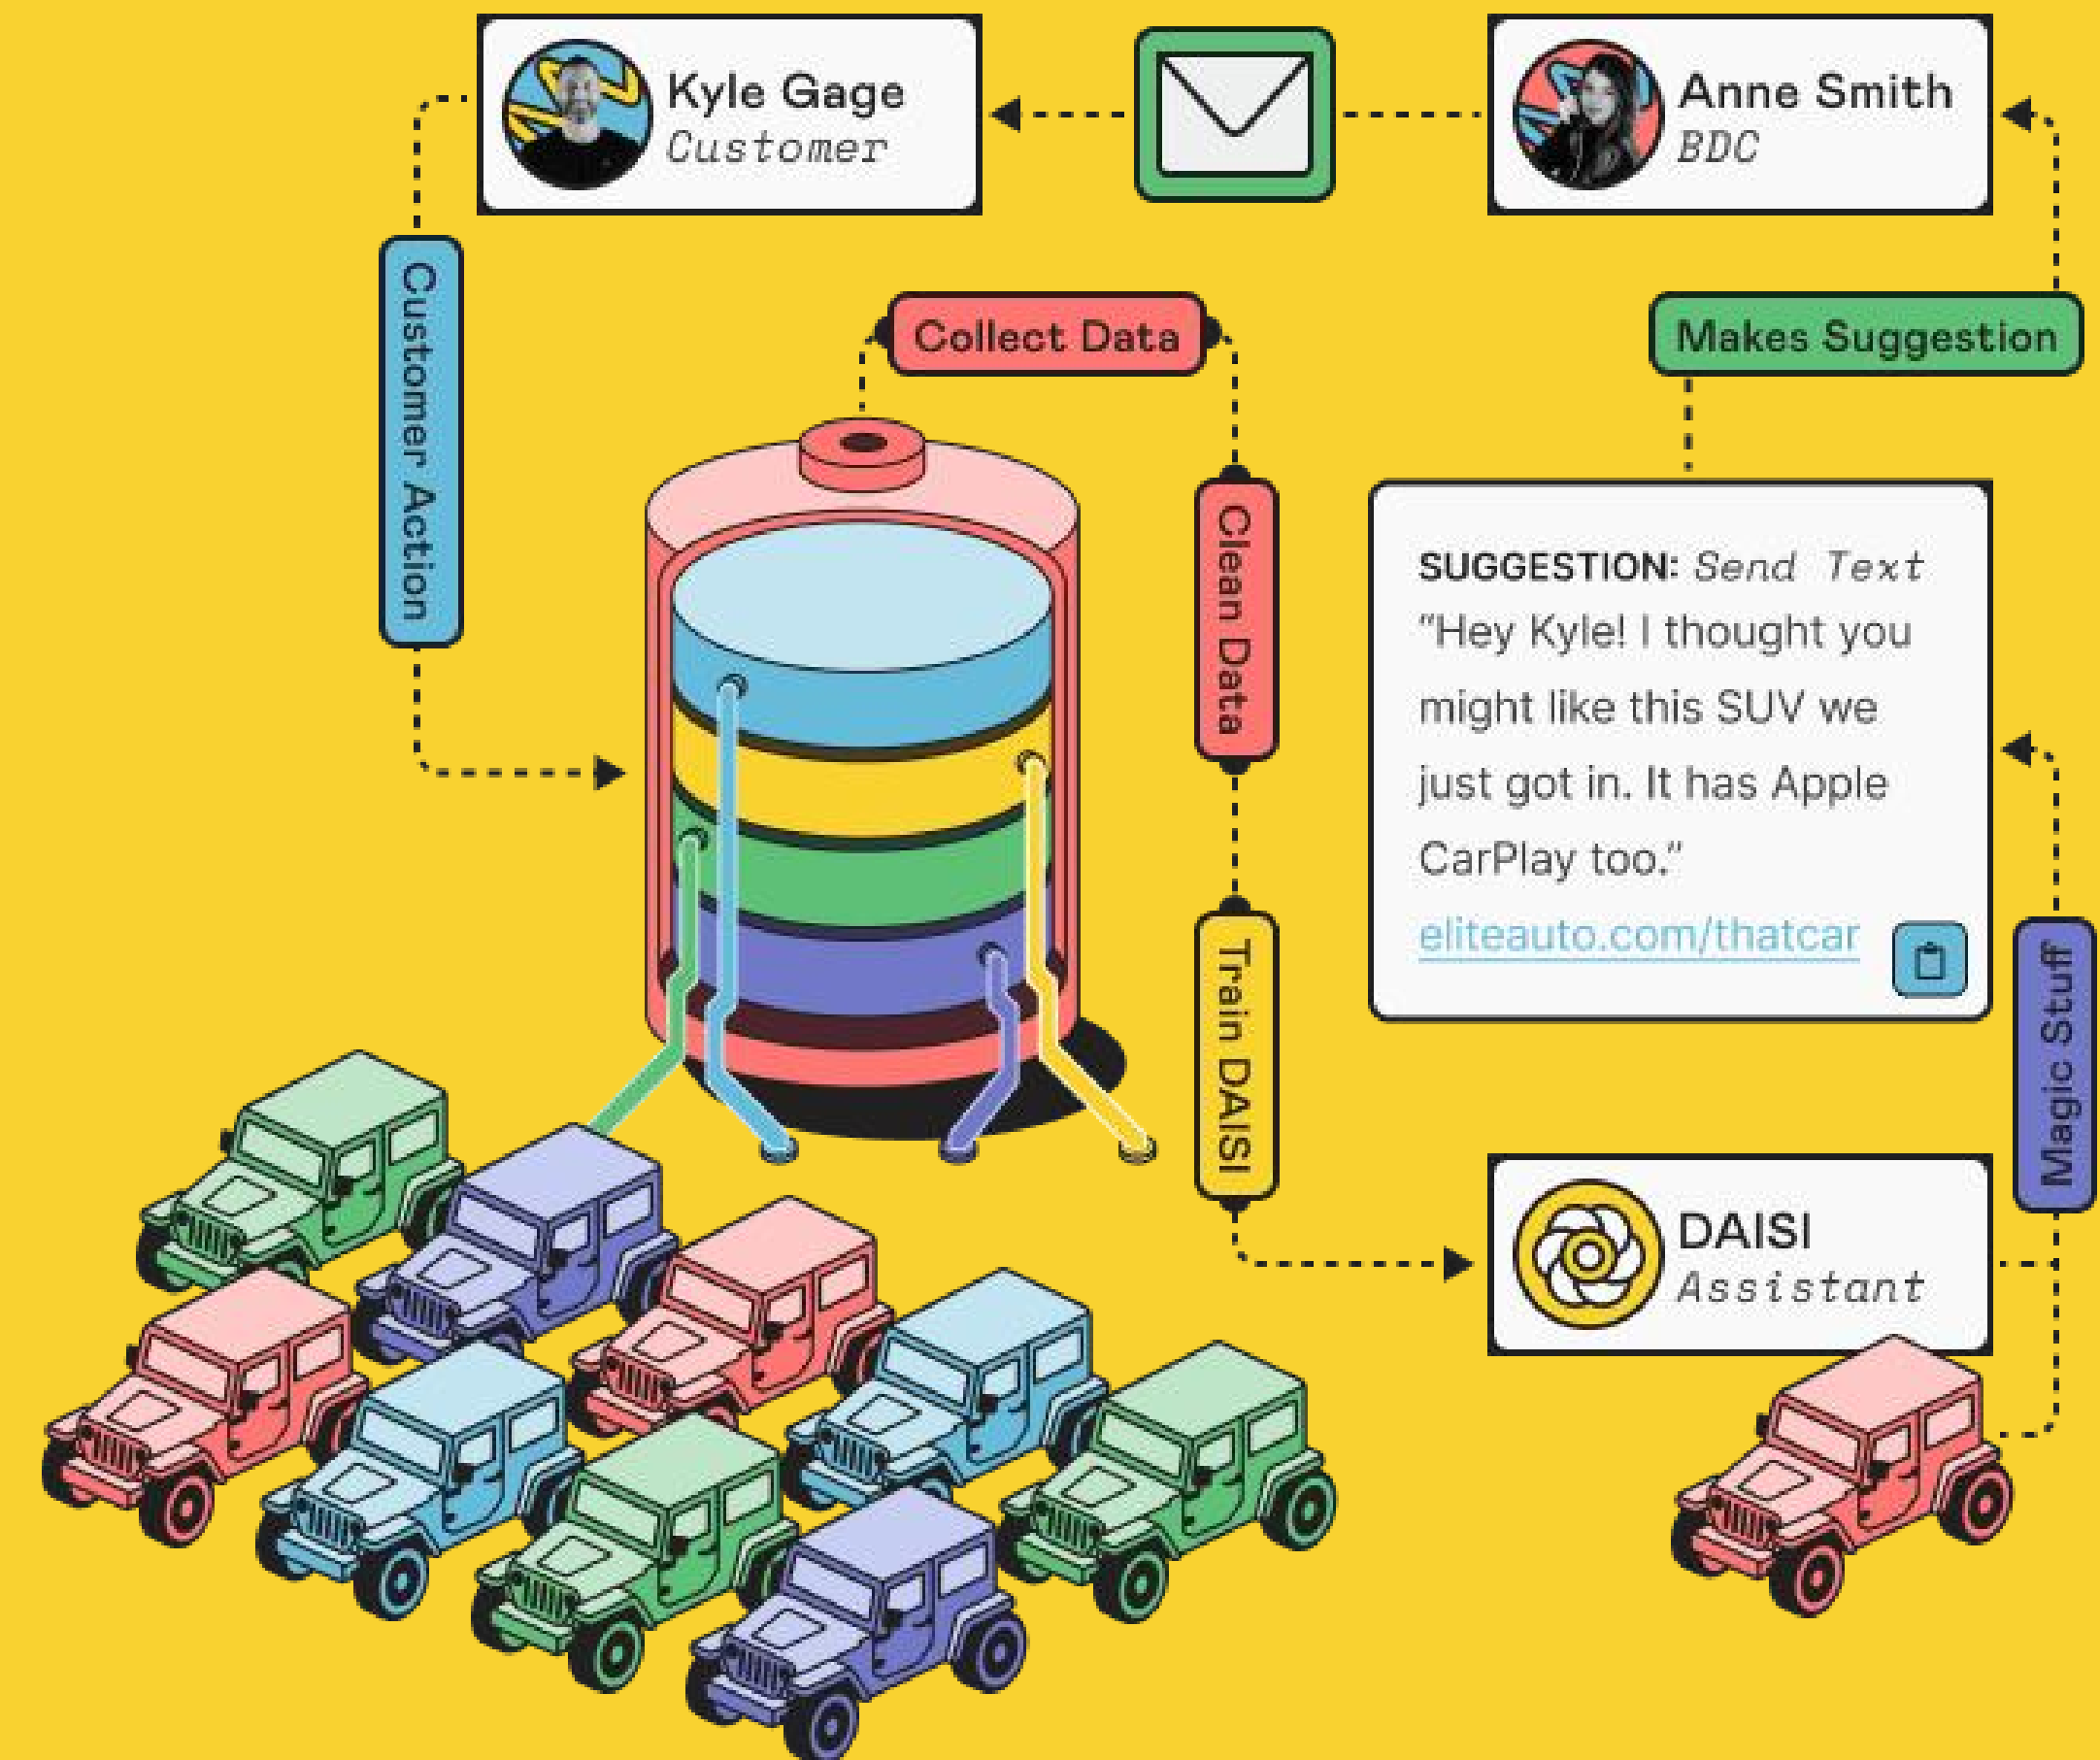 Kyle Gage
Customer
Anne Smith
BDC
Customer Action
Collect Data
Makes Suggestion
Clean Data
SUGGESTION: Send Text
"Hey Kyle! I thought you
might like this SUV we
just got in. It has Apple
CarPlay too."
eliteauto.com/thatcar
Train DAISI
Magic Stuff
DAISI
Assistant